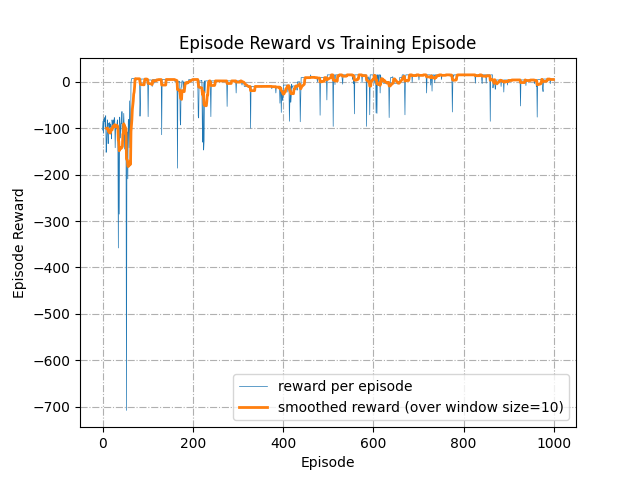 Episode Reward vs Training Episode
Episode Reward
0
−100
−200
−300
−400
−500
−600
−700
reward per episode
smoothed reward (over window size=10)
0 200 400 600 800 1000
Episode